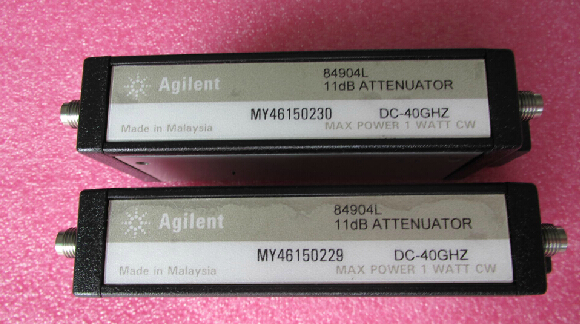 Agilent
84904L
11dB ATTENUATOR
MY46150230 DC-40GHZ
Made in Malaysia MAX POWER 1 WATT CW
Agilent
84904L
11dB ATTENUATOR
MY46150229 DC-40GHZ
Made in Malaysia MAX POWER 1 WATT CW